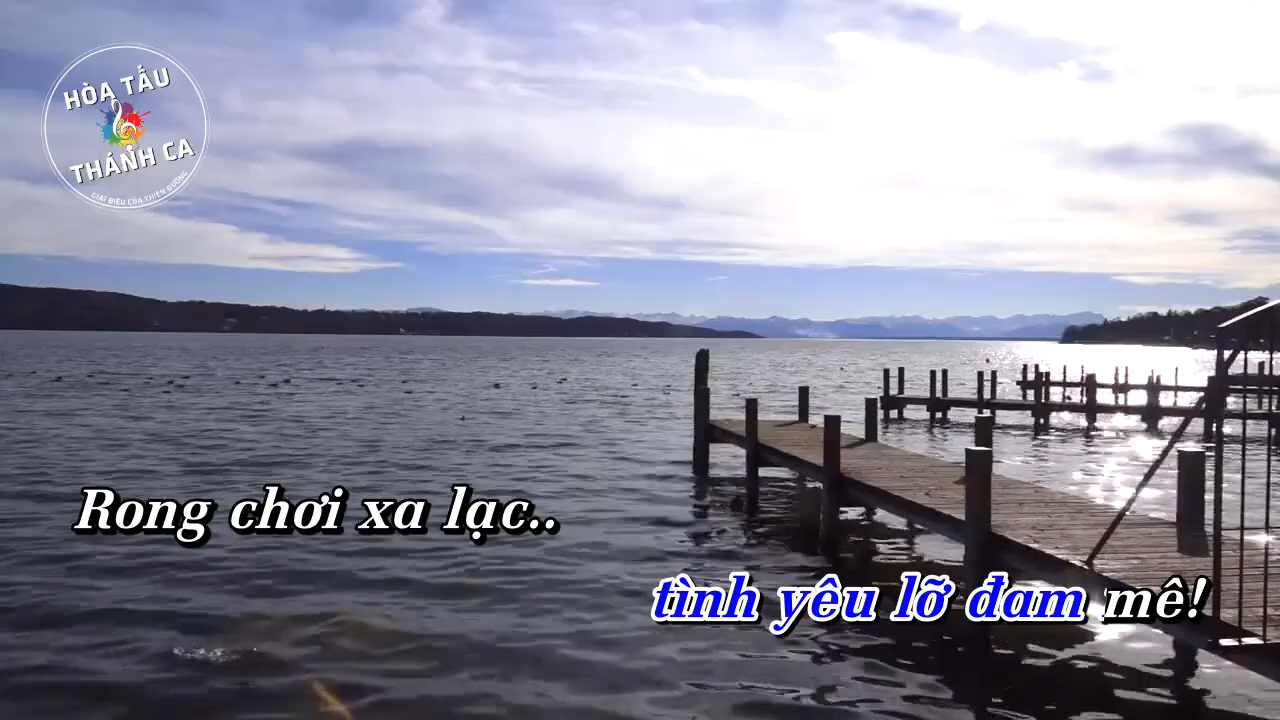 HÒA TẤU
THÁNH CA
GIAI ĐIỆU CỦA THIÊN ĐƯỜNG
Rong chơi xa lạc..
tình yêu lỡ đam mê!